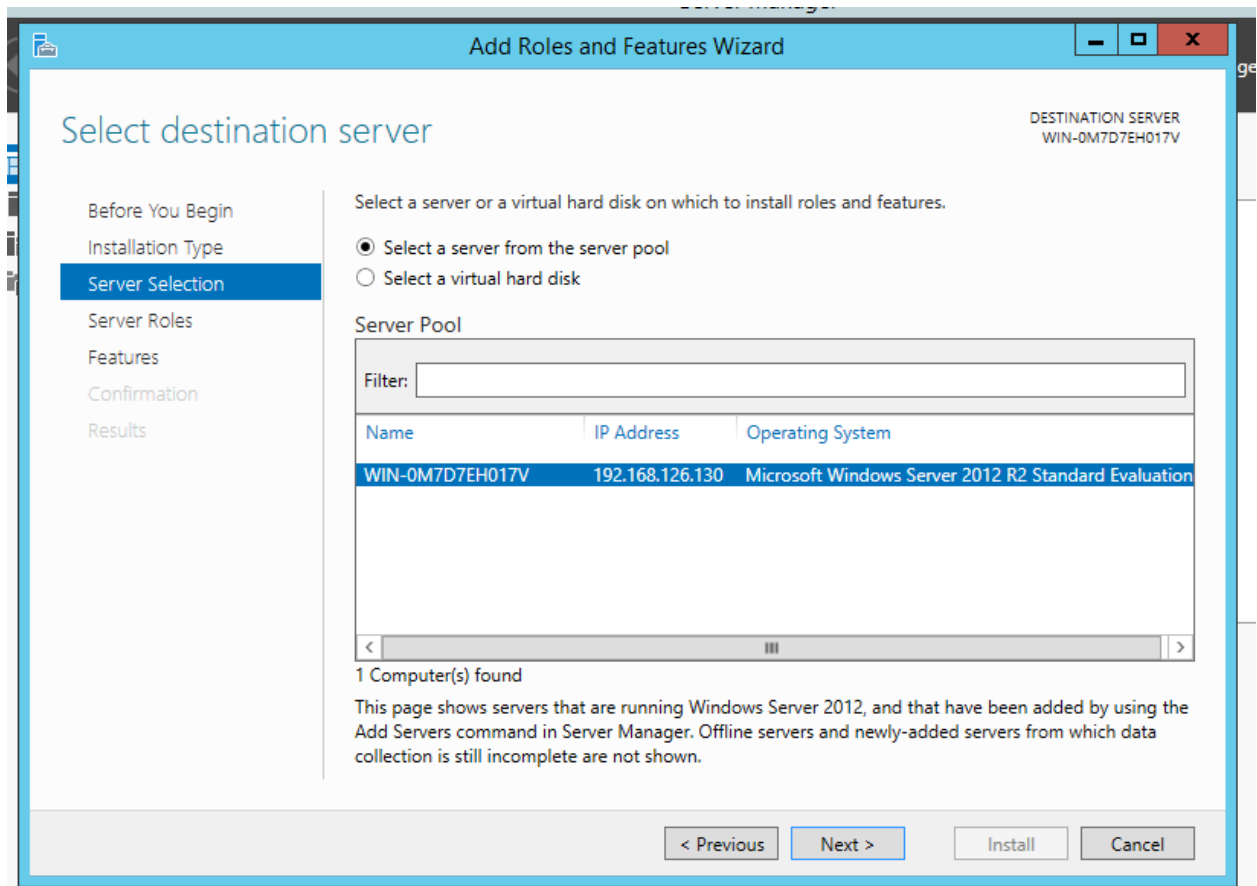 Add Roles and Features Wizard
Select destination server
DESTINATION SERVER
WIN-0M7D7EH017V
Before You Begin
Installation Type
Server Selection
Server Roles
Features
Confirmation
Results
Select a server or a virtual hard disk on which to install roles and features.
Select a server from the server pool
Select a virtual hard disk
Server Pool
Filter:
Name IP Address Operating System
WIN-0M7D7EH017V 192.168.126.130 Microsoft Windows Server 2012 R2 Standard Evaluation
1 Computer(s) found
This page shows servers that are running Windows Server 2012, and that have been added by using the
Add Servers command in Server Manager. Offline servers and newly-added servers from which data
collection is still incomplete are not shown.
< Previous Next > Install Cancel